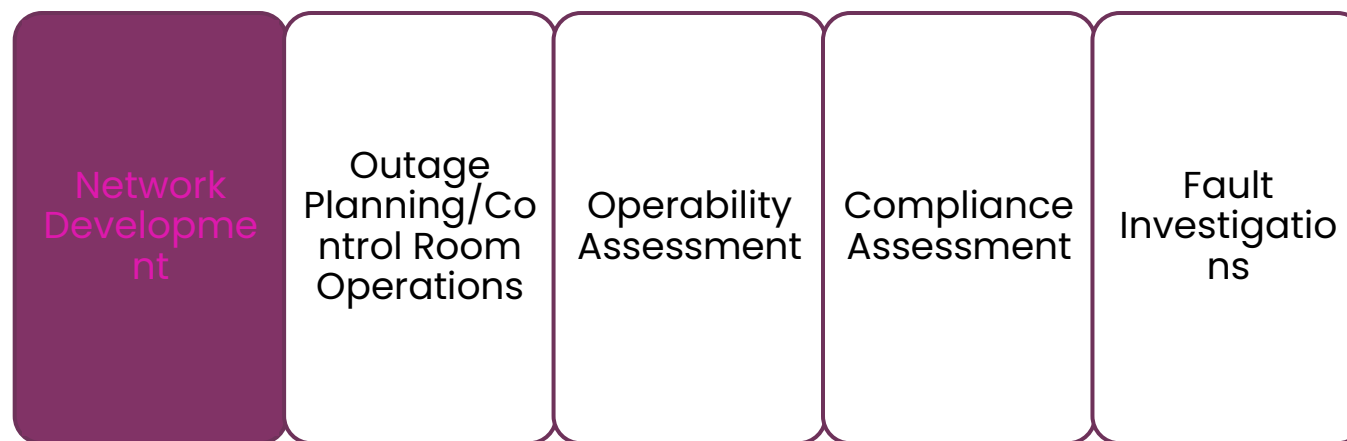 Network
Developme
nt
Outage
Planning/Co
ntrol Room
Operations
Operability
Assessment
Compliance
Assessment
Fault
Investigatio
ns